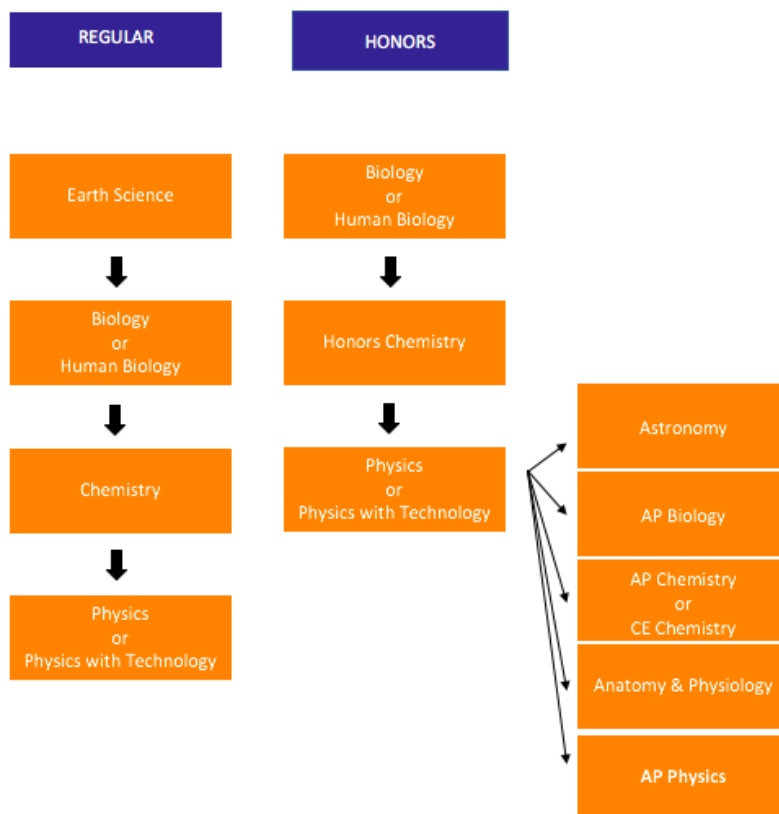 REGULAR
HONORS
Earth Science
Biology
or
Human Biology
Chemistry
Physics
or
Physics with Technology
Biology
or
Human Biology
Honors Chemistry
Physics
or
Physics with Technology
Astronomy
AP Biology
AP Chemistry
or
CE Chemistry
Anatomy & Physiology
AP Physics